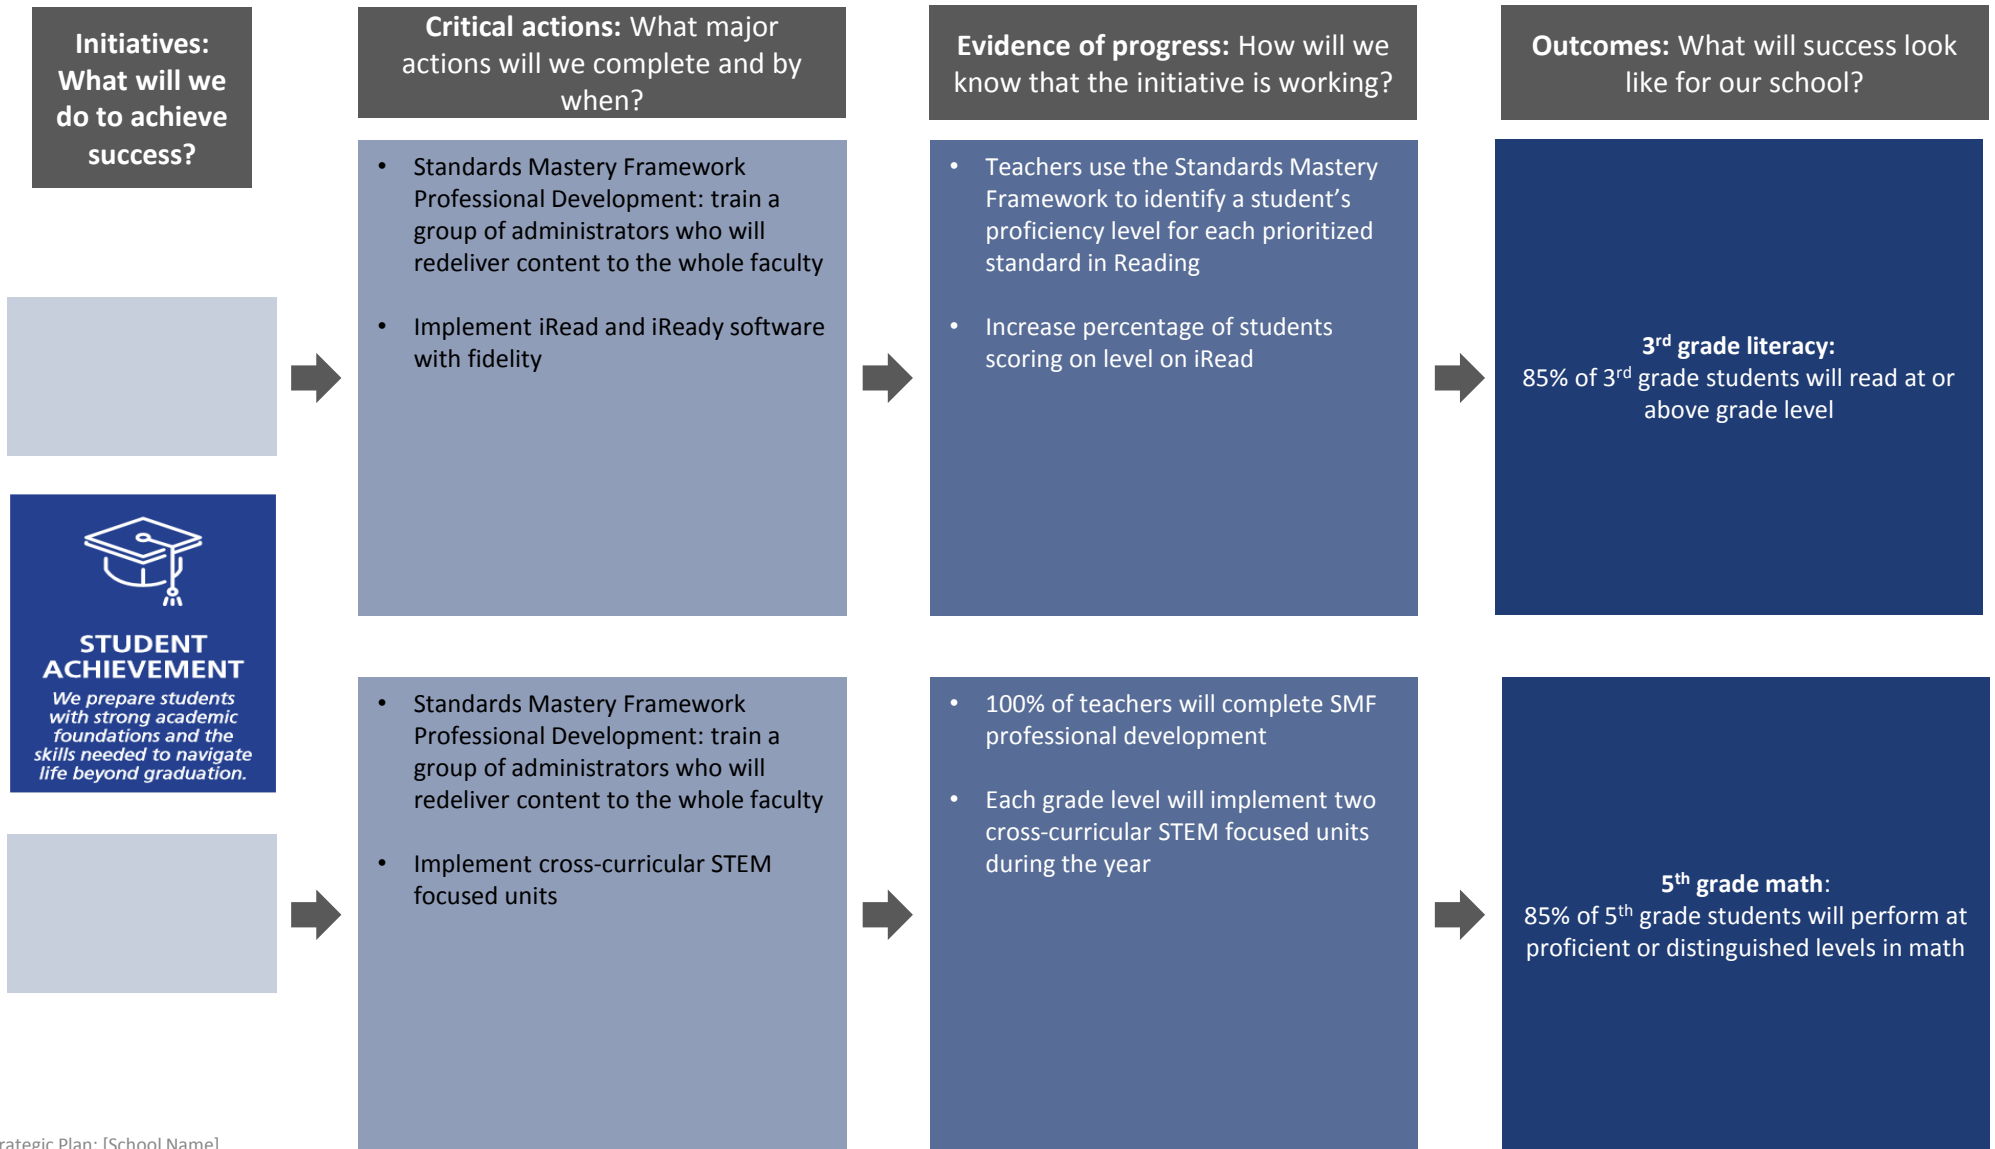 Initiatives:
What will we
do to achieve
success?
Critical actions: What major
actions will we complete and by
when?
Evidence of progress: How will we
know that the initiative is working?
Outcomes: What will success look
like for our school?
• Standards Mastery Framework
Professional Development: train a
group of administrators who will
redeliver content to the whole faculty
• Implement iRead and iReady software
with fidelity
• Teachers use the Standards Mastery
Framework to identify a student’s
proficiency level for each prioritized
standard in Reading
• Increase percentage of students
scoring on level on iRead
3rd grade literacy:
85% of 3rd grade students will read at or
above grade level
STUDENT
ACHIEVEMENT
We prepare students
with strong academic
foundations and the
skills needed to navigate
life beyond graduation.
• Standards Mastery Framework
Professional Development: train a
group of administrators who will
redeliver content to the whole faculty
• Implement cross-curricular STEM
focused units
• 100% of teachers will complete SMF
professional development
• Each grade level will implement two
cross-curricular STEM focused units
during the year
5th grade math:
85% of 5th grade students will perform at
proficient or distinguished levels in math
rategic Plan: [School Name]